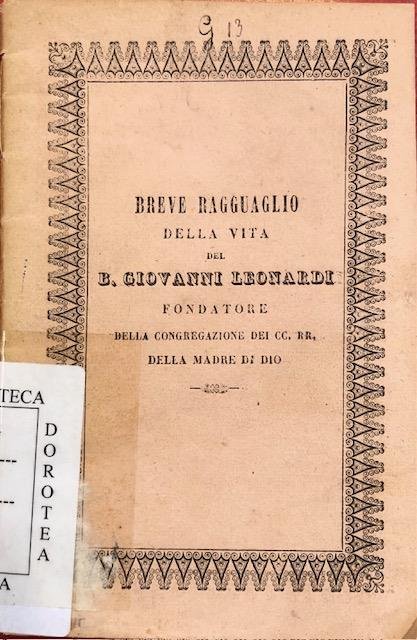 G 13
BREVE RAGGUAGLIO
DELLA VITA
DEL
B. GIOVANNI LEONARDI
FONDATORE
DELLA CONGREGAZIONE DEI CC. RR.
DELLA MADRE DI DIO
TECA
DOROTEA
A